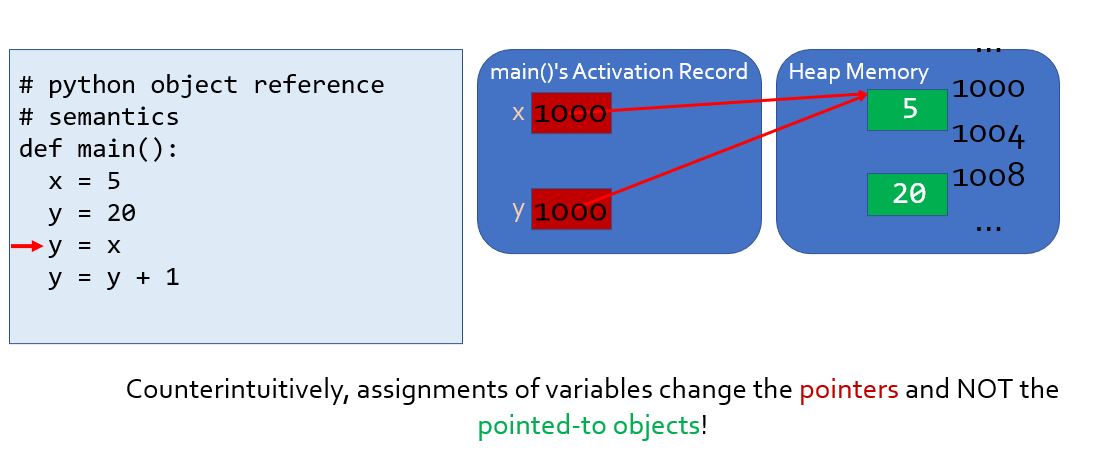 # python object reference
# semantics
def main():
  x = 5
  y = 20
  y = x
  y = y + 1
main()'s Activation Record
x 1000
y 1000
Heap Memory
...
5 1000
1004
20 1008
...
Counterintuitively, assignments of variables change the pointers and NOT the
pointed-to objects!